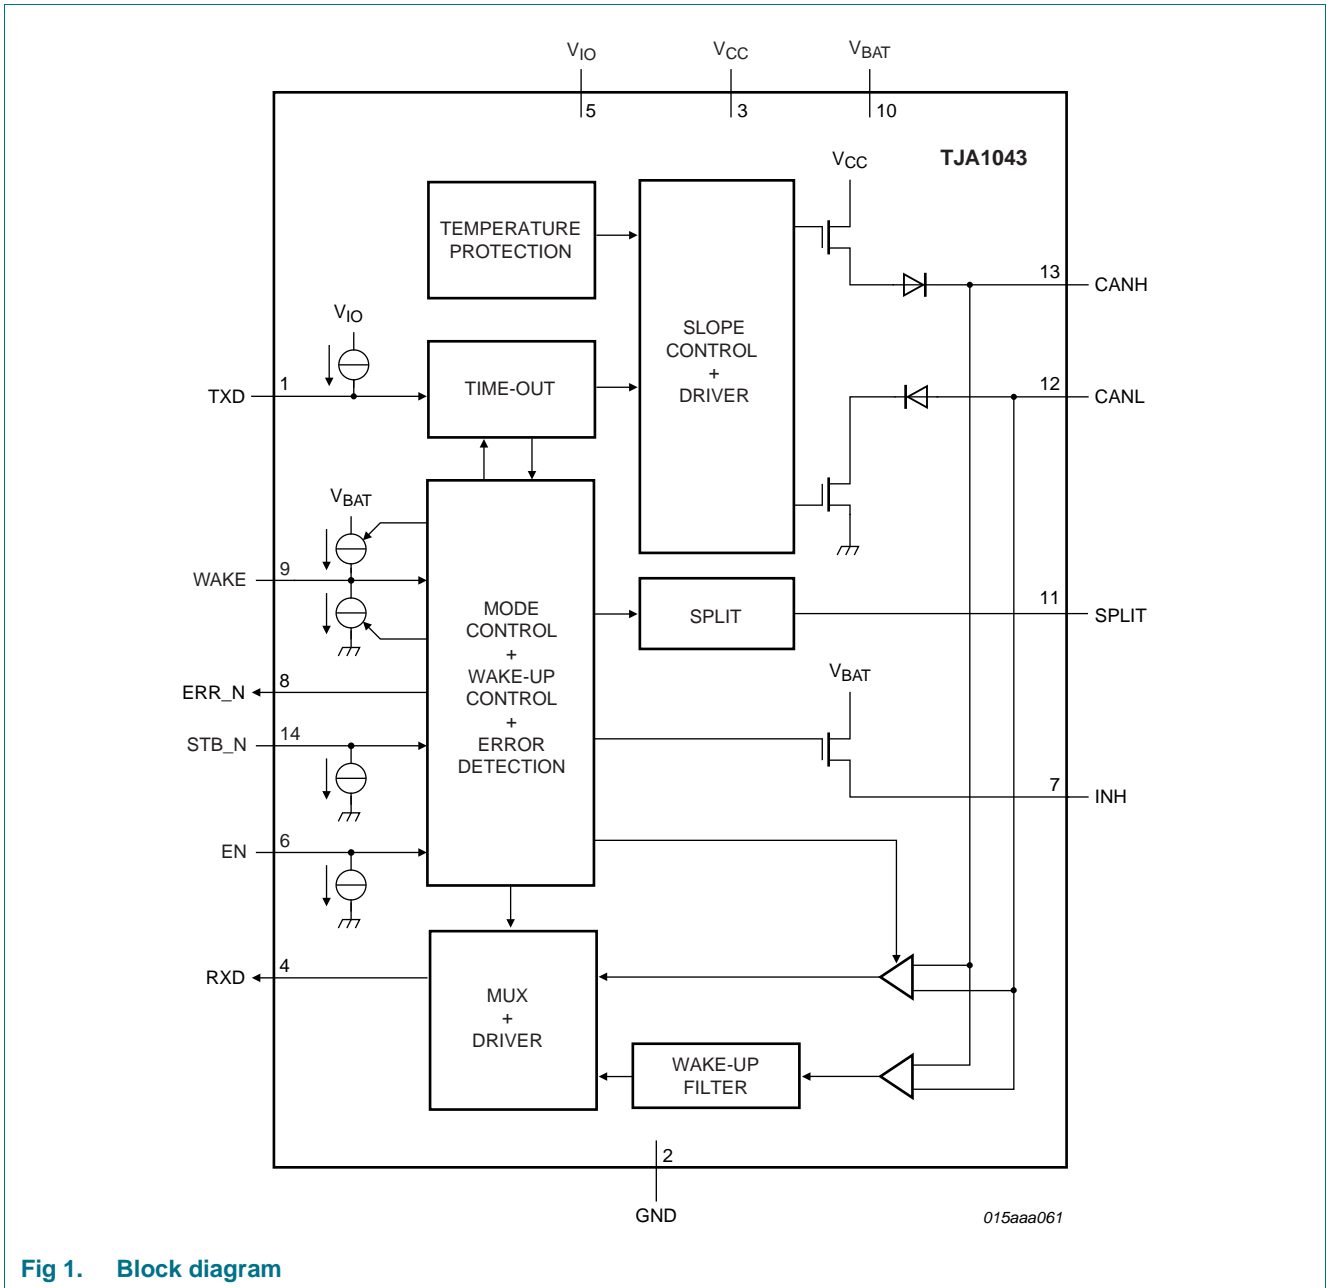 VIO
VCC
VBAT
5
3
10
TJA1043
VCC
TEMPERATURE
PROTECTION
13
CANH
VIO
SLOPE
CONTROL
+
DRIVER
TXD
1
TIME-OUT
12
CANL
VBAT
WAKE
9
MODE
CONTROL
+
WAKE-UP
CONTROL
+
ERROR
DETECTION
SPLIT
11
SPLIT
ERR_N
8
VBAT
STB_N
14
7
INH
EN
6
RXD
4
MUX
+
DRIVER
WAKE-UP
FILTER
2
GND
015aaa061
Fig 1. Block diagram